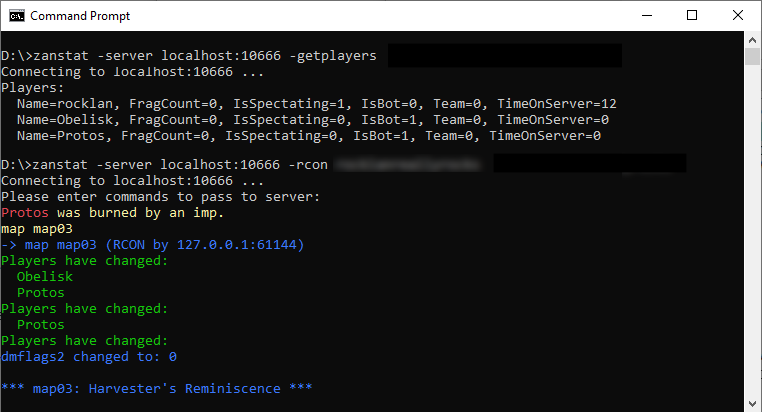 Command Prompt
D:\>zanstat -server localhost:10666 -getplayers
Connecting to localhost:10666 ...
Players:
  Name=rocklan, FragCount=0, IsSpectating=1, IsBot=0, Team=0, TimeOnServer=12
  Name=Obelisk, FragCount=0, IsSpectating=0, IsBot=1, Team=0, TimeOnServer=0
  Name=Protos, FragCount=0, IsSpectating=0, IsBot=1, Team=0, TimeOnServer=0
D:\>zanstat -server localhost:10666 -rcon
Connecting to localhost:10666 ...
Please enter commands to pass to server:
Protos was burned by an imp.
map map03
-> map map03 (RCON by 127.0.0.1:61144)
Players have changed:
  Obelisk
  Protos
Players have changed:
  Protos
Players have changed:
dmflags2 changed to: 0
*** map03: Harvester's Reminiscence ***